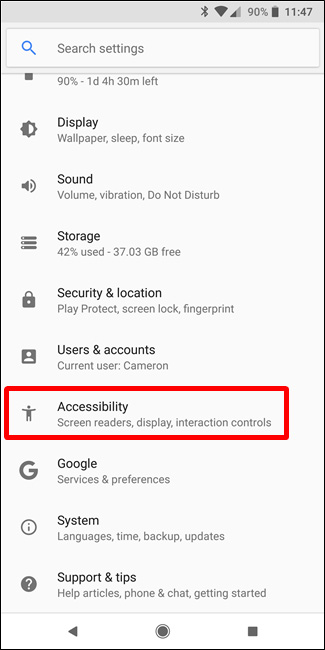 90% 11:47
Search settings
90% - 1d 4h 30m left
Display
Wallpaper, sleep, font size
Sound
Volume, vibration, Do Not Disturb
Storage
42% used - 37.03 GB free
Security & location
Play Protect, screen lock, fingerprint
Users & accounts
Current user: Cameron
Accessibility
Screen readers, display, interaction controls
Google
Services & preferences
System
Languages, time, backup, updates
Support & tips
Help articles, phone & chat, getting started